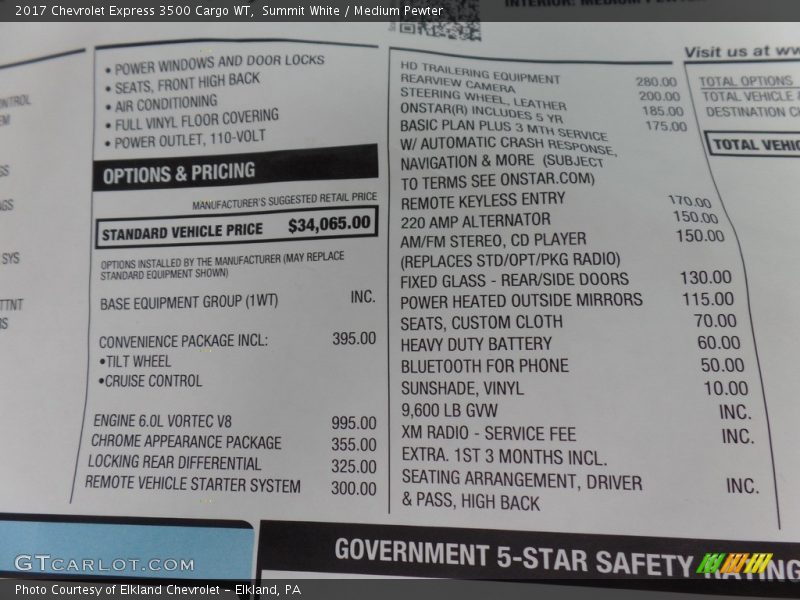 2017 Chevrolet Express 3500 Cargo WT, Summit White / Medium Pewter
SYS
• POWER WINDOWS AND DOOR LOCKS
• SEATS, FRONT HIGH BACK
• AIR CONDITIONING
• FULL VINYL FLOOR COVERING
• POWER OUTLET, 110-VOLT
OPTIONS & PRICING
MANUFACTURER'S SUGGESTED RETAIL PRICE
STANDARD VEHICLE PRICE $34,065.00
OPTIONS INSTALLED BY THE MANUFACTURER (MAY REPLACE
STANDARD EQUIPMENT SHOWN)
BASE EQUIPMENT GROUP (1WT) INC.
CONVENIENCE PACKAGE INCL: 395.00
•TILT WHEEL
•CRUISE CONTROL
ENGINE 6.0L VORTEC V8 995.00
CHROME APPEARANCE PACKAGE 355.00
LOCKING REAR DIFFERENTIAL 325.00
REMOTE VEHICLE STARTER SYSTEM 300.00
HD TRAILERING EQUIPMENT 280.00
REARVIEW CAMERA 200.00
STEERING WHEEL, LEATHER 185.00
ONSTAR(R) INCLUDES 5 YR 175.00
BASIC PLAN PLUS 3 MTH SERVICE
W/ AUTOMATIC CRASH RESPONSE,
NAVIGATION & MORE (SUBJECT
TO TERMS SEE ONSTAR.COM)
REMOTE KEYLESS ENTRY 170.00
220 AMP ALTERNATOR 150.00
AM/FM STEREO, CD PLAYER 150.00
(REPLACES STD/OPT/PKG RADIO)
FIXED GLASS - REAR/SIDE DOORS 130.00
POWER HEATED OUTSIDE MIRRORS 115.00
SEATS, CUSTOM CLOTH 70.00
HEAVY DUTY BATTERY 60.00
BLUETOOTH FOR PHONE 50.00
SUNSHADE, VINYL 10.00
9,600 LB GVW INC.
XM RADIO - SERVICE FEE INC.
EXTRA. 1ST 3 MONTHS INCL.
SEATING ARRANGEMENT, DRIVER INC.
& PASS, HIGH BACK
Visit us at
TOTAL OPTIONS
TOTAL VEHICLE
DESTINATION
TOTAL
GOVERNMENT 5-STAR SAFETY
GTCARLOT.COM
Photo Courtesy of Elkland Chevrolet - Elkland, PA